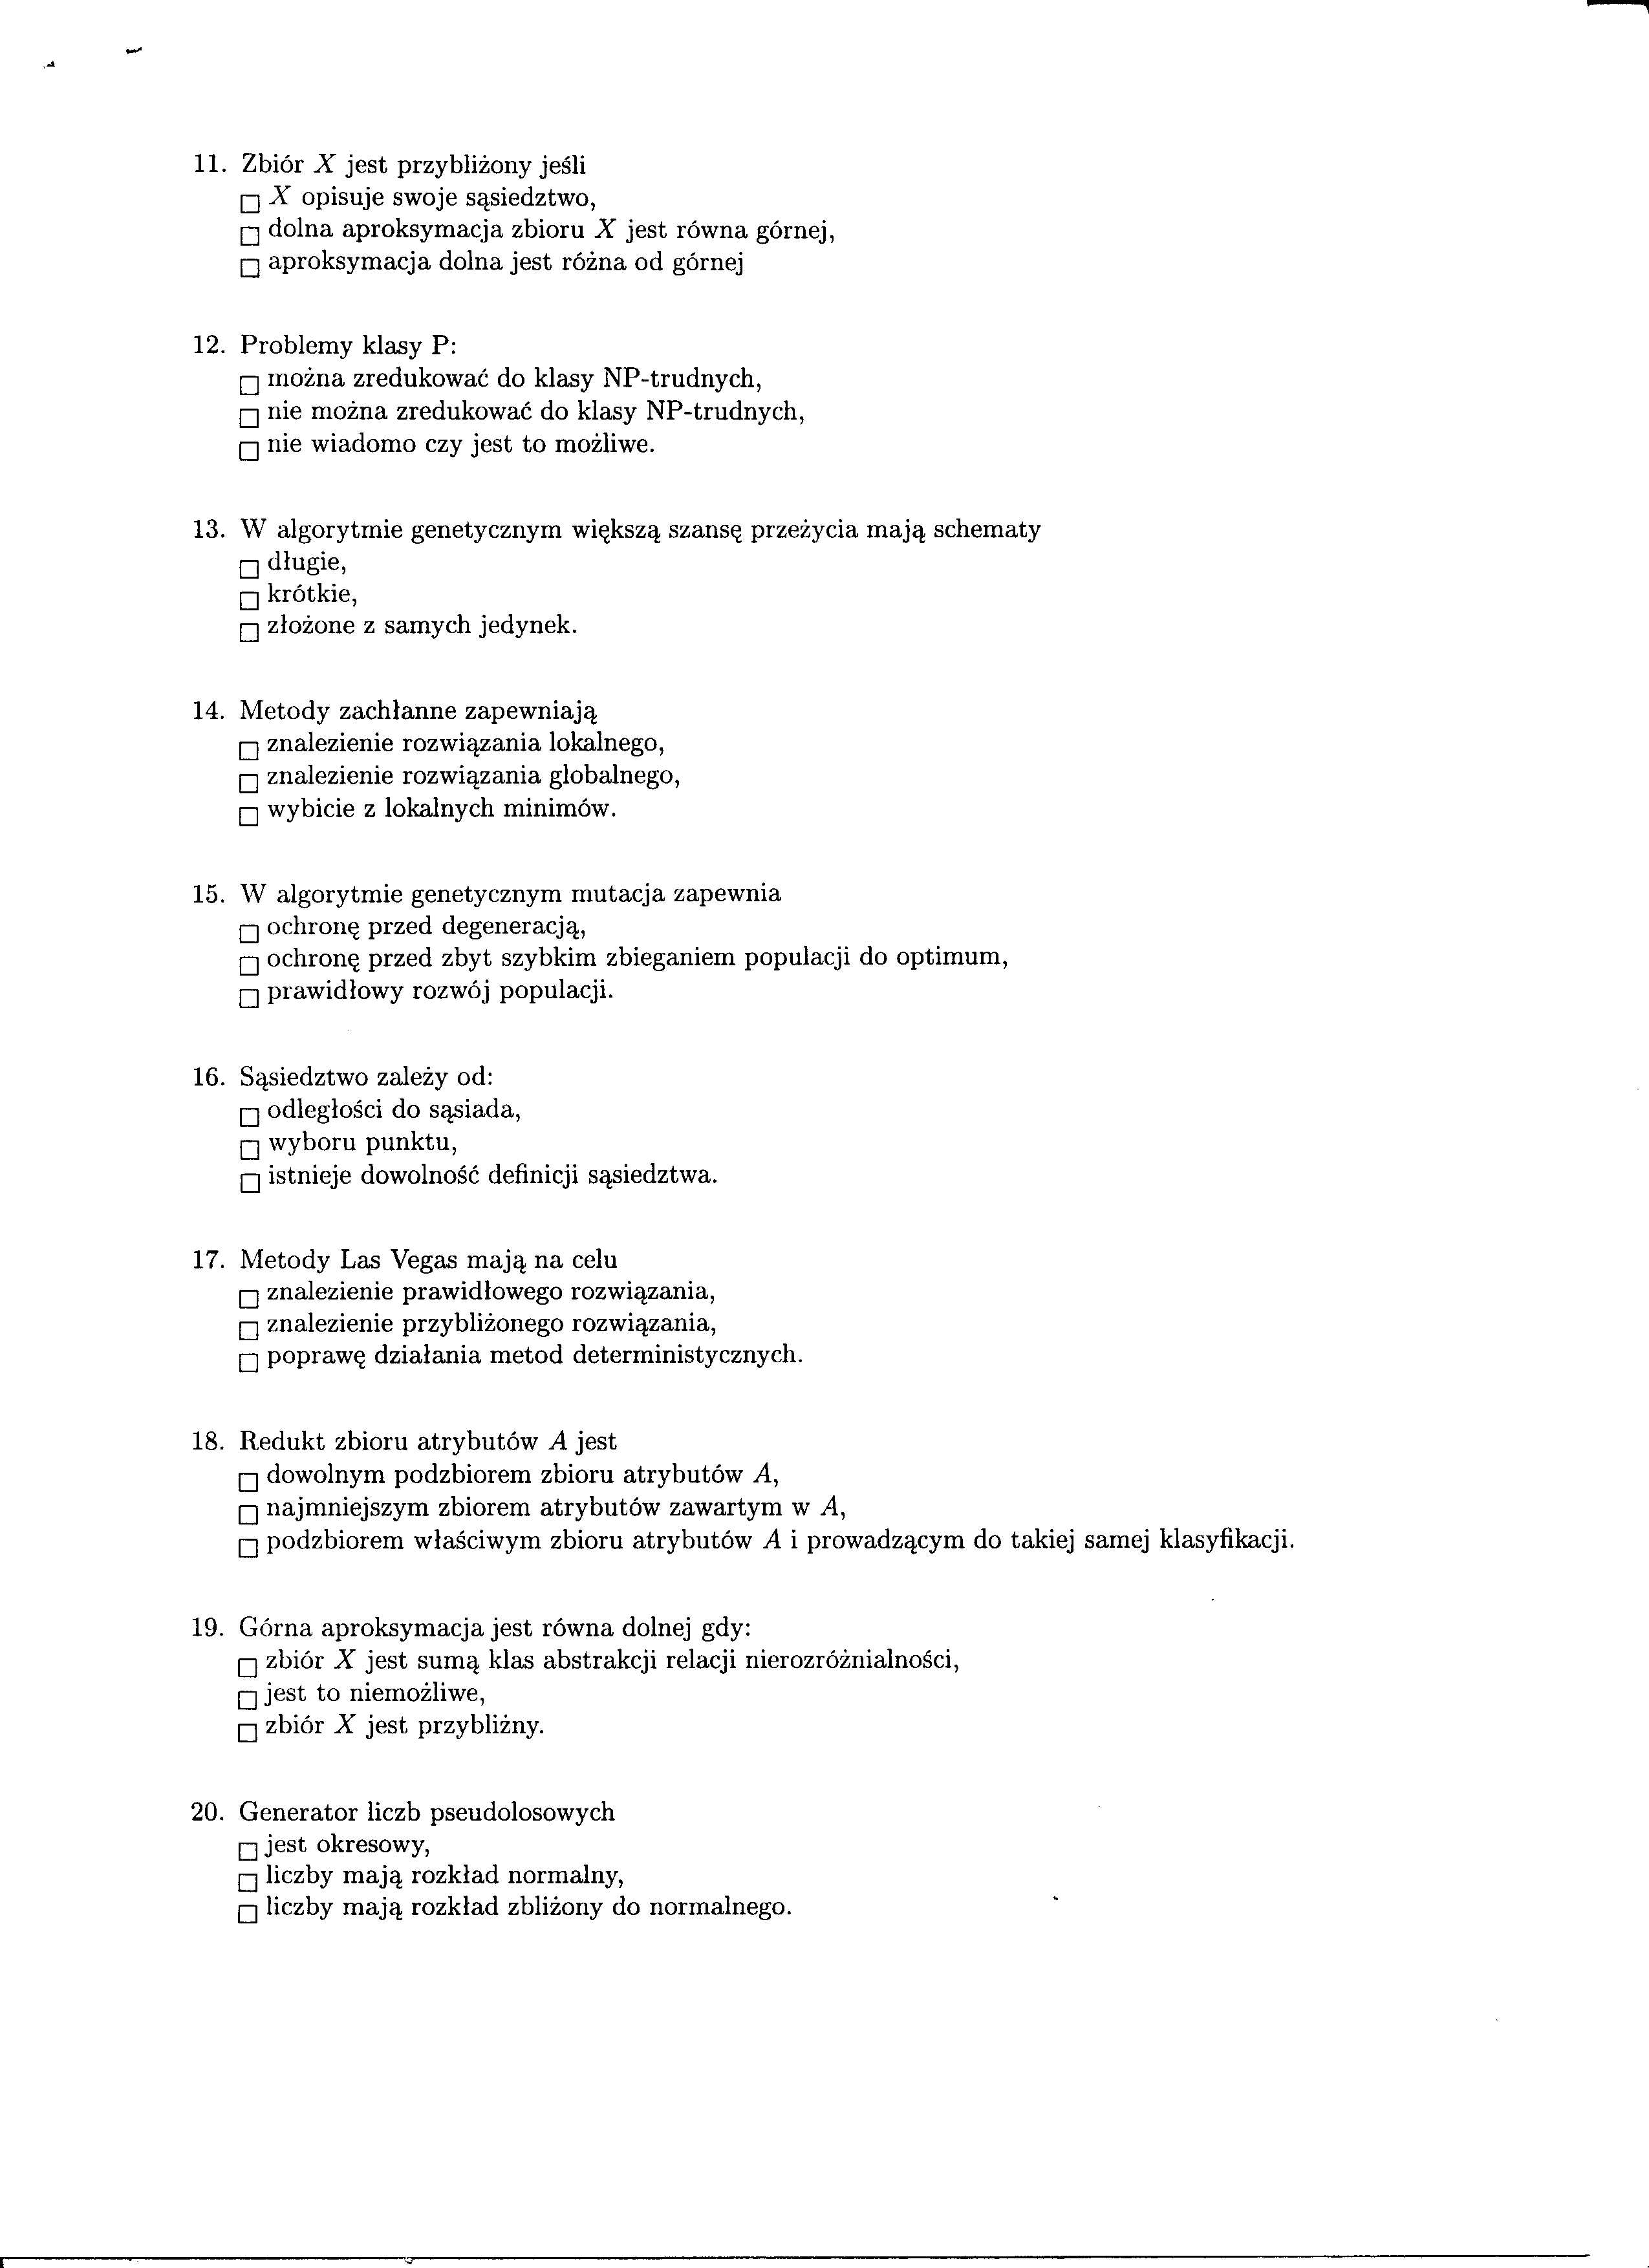 11. Zbiór X jest przybliżony jeśli
□ X opisuje swoje sąsiedztwo,
□ dolna aproksymacja zbioru X jest równa górnej,
□ aproksymacja dolna jest różna od górnej
12. Problemy klasy P:
□ można zredukować do klasy NP-trudnych,
□ nie można zredukować do klasy NP-trudnych,
□ nie wiadomo czy jest to możliwe.
13. W algorytmie genetycznym większą szansę przeżycia mają schematy
□ długie,
□ krótkie,
□ złożone z samych jedynek.
14. Metody zachłanne zapewniają
□ znalezienie rozwiązania lokalnego,
□ znalezienie rozwiązania globalnego,
□ wybicie z lokalnych minimów.
15. W algorytmie genetycznym mutacja zapewnia
□ ochronę przed degeneracją,
□ ochronę przed zbyt szybkim zbieganiem populacji do optimum,
□ prawidłowy rozwój populacji.
16. Sąsiedztwo zależy od:
□ odległości do sąsiada,
□ wyboru punktu,
□ istnieje dowolność definicji sąsiedztwa.
17. Metody Las Vegas mają na celu
□ znalezienie prawidłowego rozwiązania,
□ znalezienie przybliżonego rozwiązania,
□ poprawę działania metod deterministycznych.
18. Redukt zbioru atrybutów A jest
□ dowolnym podzbiorem zbioru atrybutów A,
□ najmniejszym zbiorem atrybutów zawartym w A,
□ podzbiorem właściwym zbioru atrybutów A i prowadzącym do takiej samej klasyfikacji.
19. Górna aproksymacja jest równa dolnej gdy:
□ zbiór X jest sumą klas abstrakcji relacji nierozróżnialności,
□ jest to niemożliwe,
□ zbiór X jest przybliżny.
20. Generator liczb pseudolosowych
□ jest okresowy,
□ liczby mają rozkład normalny,
□ liczby mają rozkład zbliżony do normalnego.